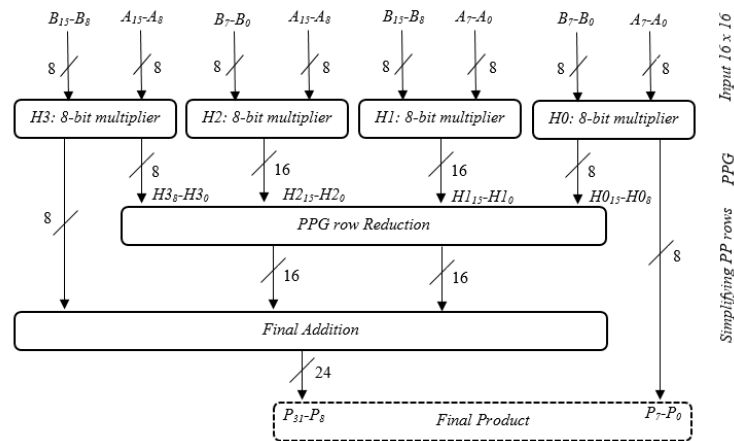 B₁₅-B₈ A₁₅-A₈ B₇-B₀ A₁₅-A₈ B₁₅-B₈ A₇-A₀ B₇-B₀ A₇-A₀
8 8 8 8 8 8 8 8
Input 16 x 16
H3: 8-bit multiplier H2: 8-bit multiplier H1: 8-bit multiplier H0: 8-bit multiplier
8 16 16 8
PPG
H3₈-H3₀ H2₁₅-H2₀ H1₁₅-H1₀ H0₁₅-H0₈
8
PPG row Reduction
16 16 8
Simplifying PP rows
Final Addition
24
P₃₁-P₈ Final Product P₇-P₀